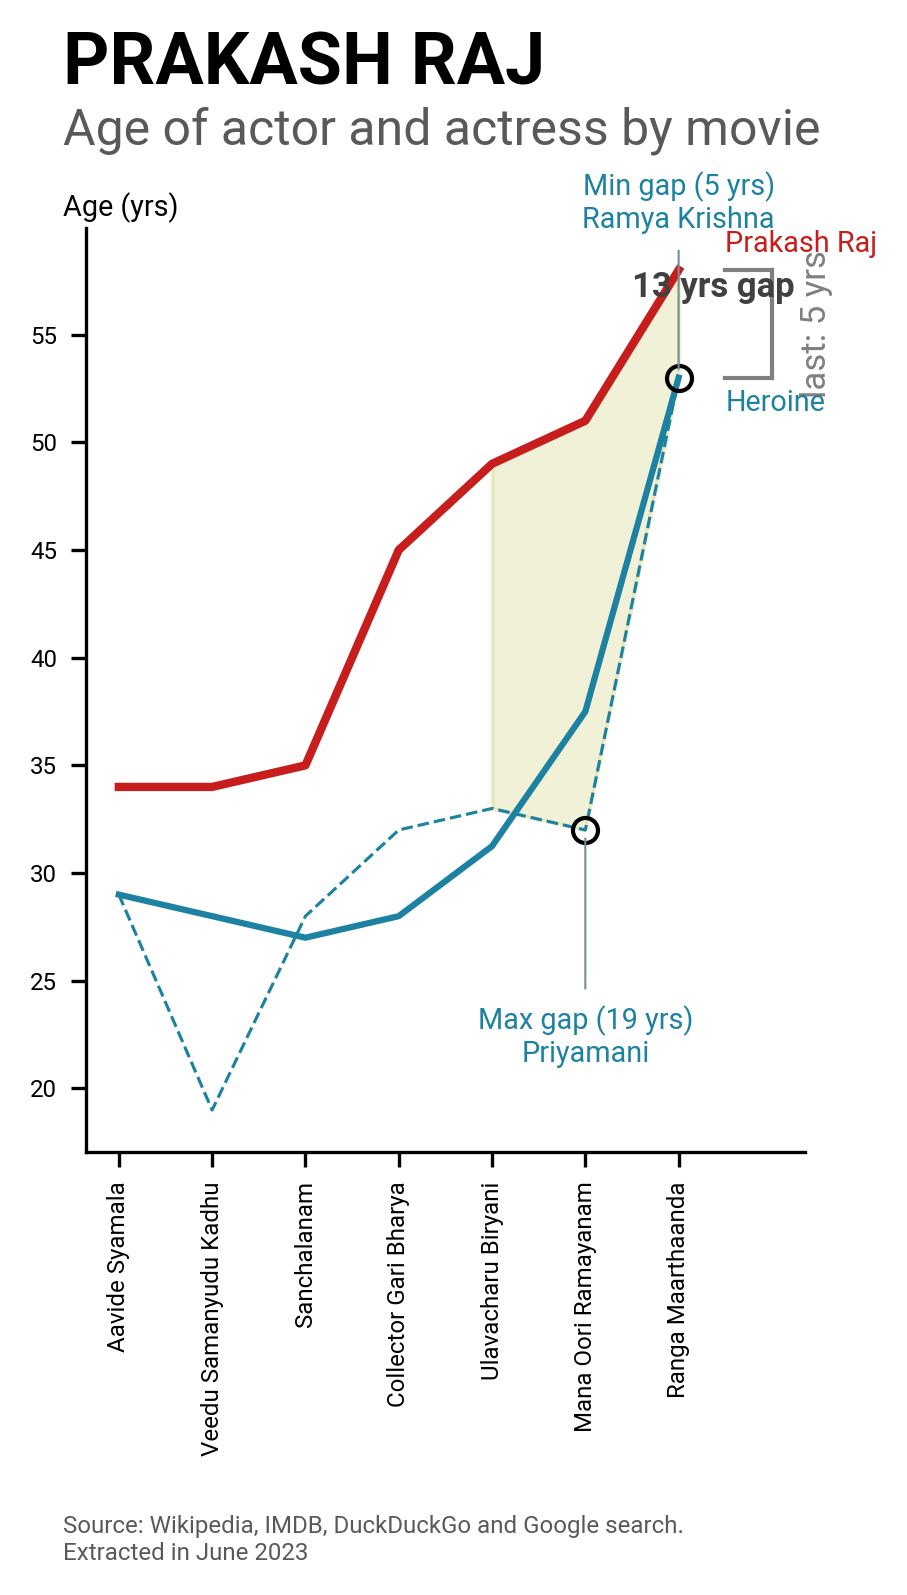 PRAKASH RAJ
Age of actor and actress by movie
Min gap (5 yrs)
Ramya Krishna
Age (yrs)
Prakash Raj
13 yrs gap
last: 5 yrs
Heroine
55
50
45
40
35
30
25
20
Max gap (19 yrs)
Priyamani
Aavide Syamala
Veedu Samanyudu Kadhu
Sanchalanam
Collector Gari Bharya
Ulavacharu Biryani
Mana Oori Ramayanam
Ranga Maarthaanda
Source: Wikipedia, IMDB, DuckDuckGo and Google search.
Extracted in June 2023